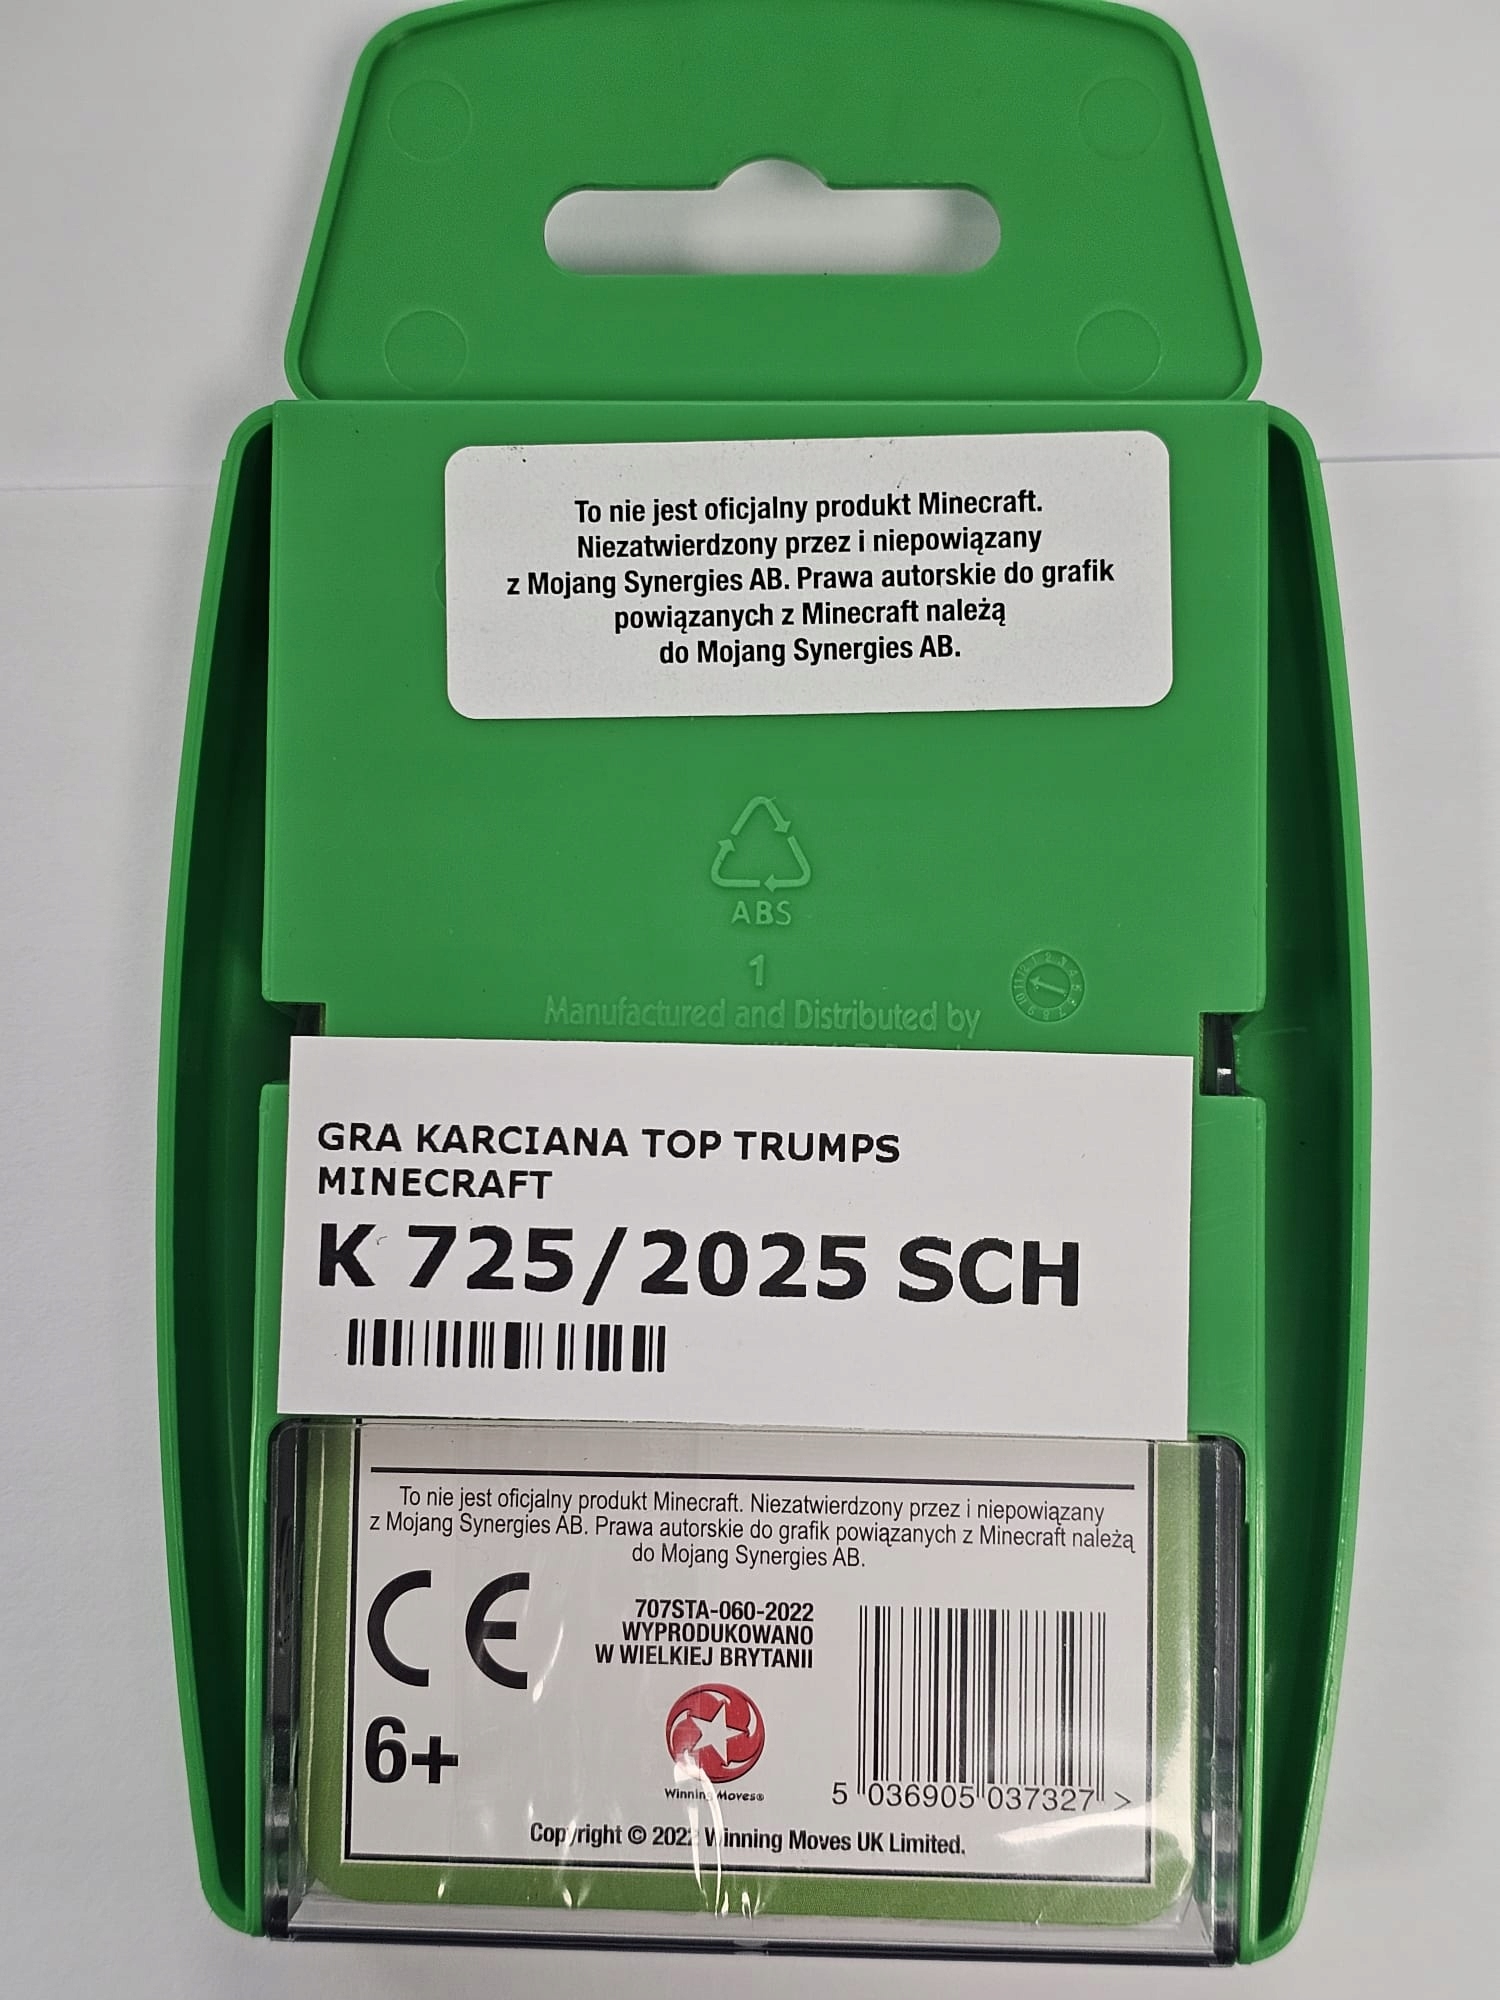 To nie jest oficjalny produkt Minecraft.
Niezatwierdzony przez i niepowiązany
z Mojang Synergies AB. Prawa autorskie do grafik
powiązanych z Minecraft należą
do Mojang Synergies AB.
ABS
1
Manufactured and Distributed by
GRA KARCIANA TOP TRUMPS
MINECRAFT
K 725/2025 SCH
To nie jest oficjalny produkt Minecraft. Niezatwierdzony przez i niepowiązany
z Mojang Synergies AB. Prawa autorskie do grafik powiązanych z Minecraft należą
do Mojang Synergies AB.
CE
707STA-060-2022
WYPRODUKOWANO
W WIELKIEJ BRYTANII
6+
Winning Moves®
5 036905 037327 >
Copyright © 2022 Winning Moves UK Limited.